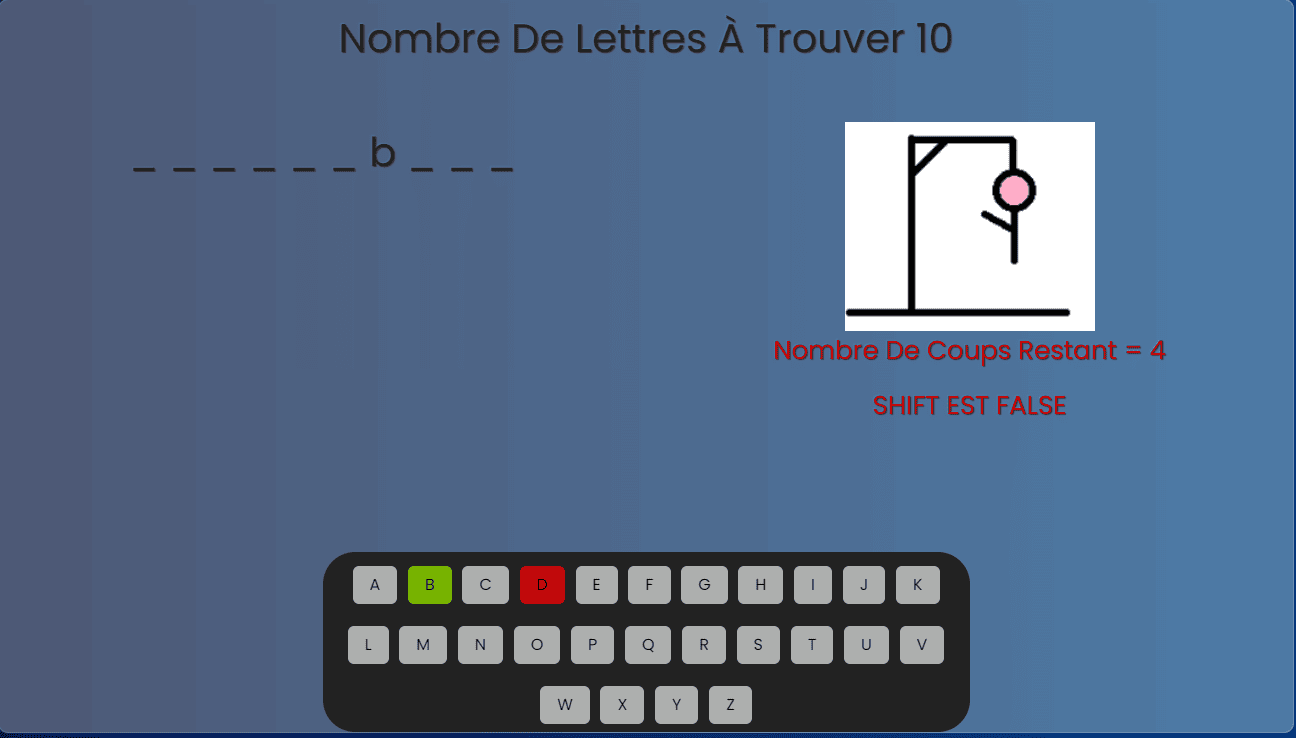 Nombre De Lettres À Trouver 10
_ _ _ _ _ _ b _ _ _
Nombre De Coups Restant = 4
SHIFT EST FALSE
A B C D E F G H I J K
L M N O P Q R S T U V
W X Y Z